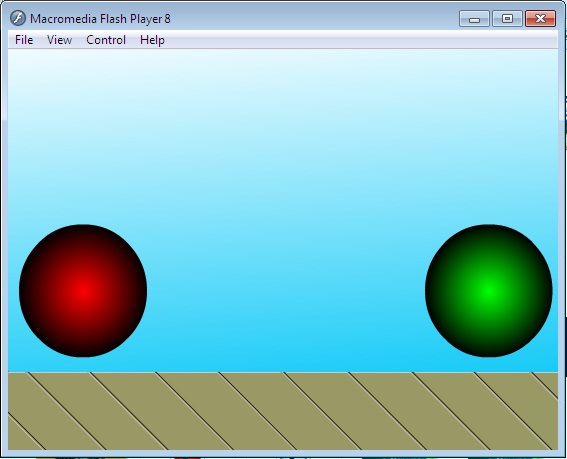 Macromedia Flash Player 8
File View Control Help